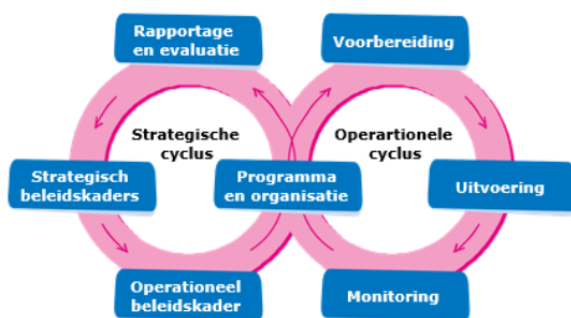 Rapportage
en evaluatie
Voorbereiding
Strategische
cyclus
Operartionele
cyclus
Strategisch
beleidskaders
Programma
en organisatie
Uitvoering
Operationeel
beleidskader
Monitoring